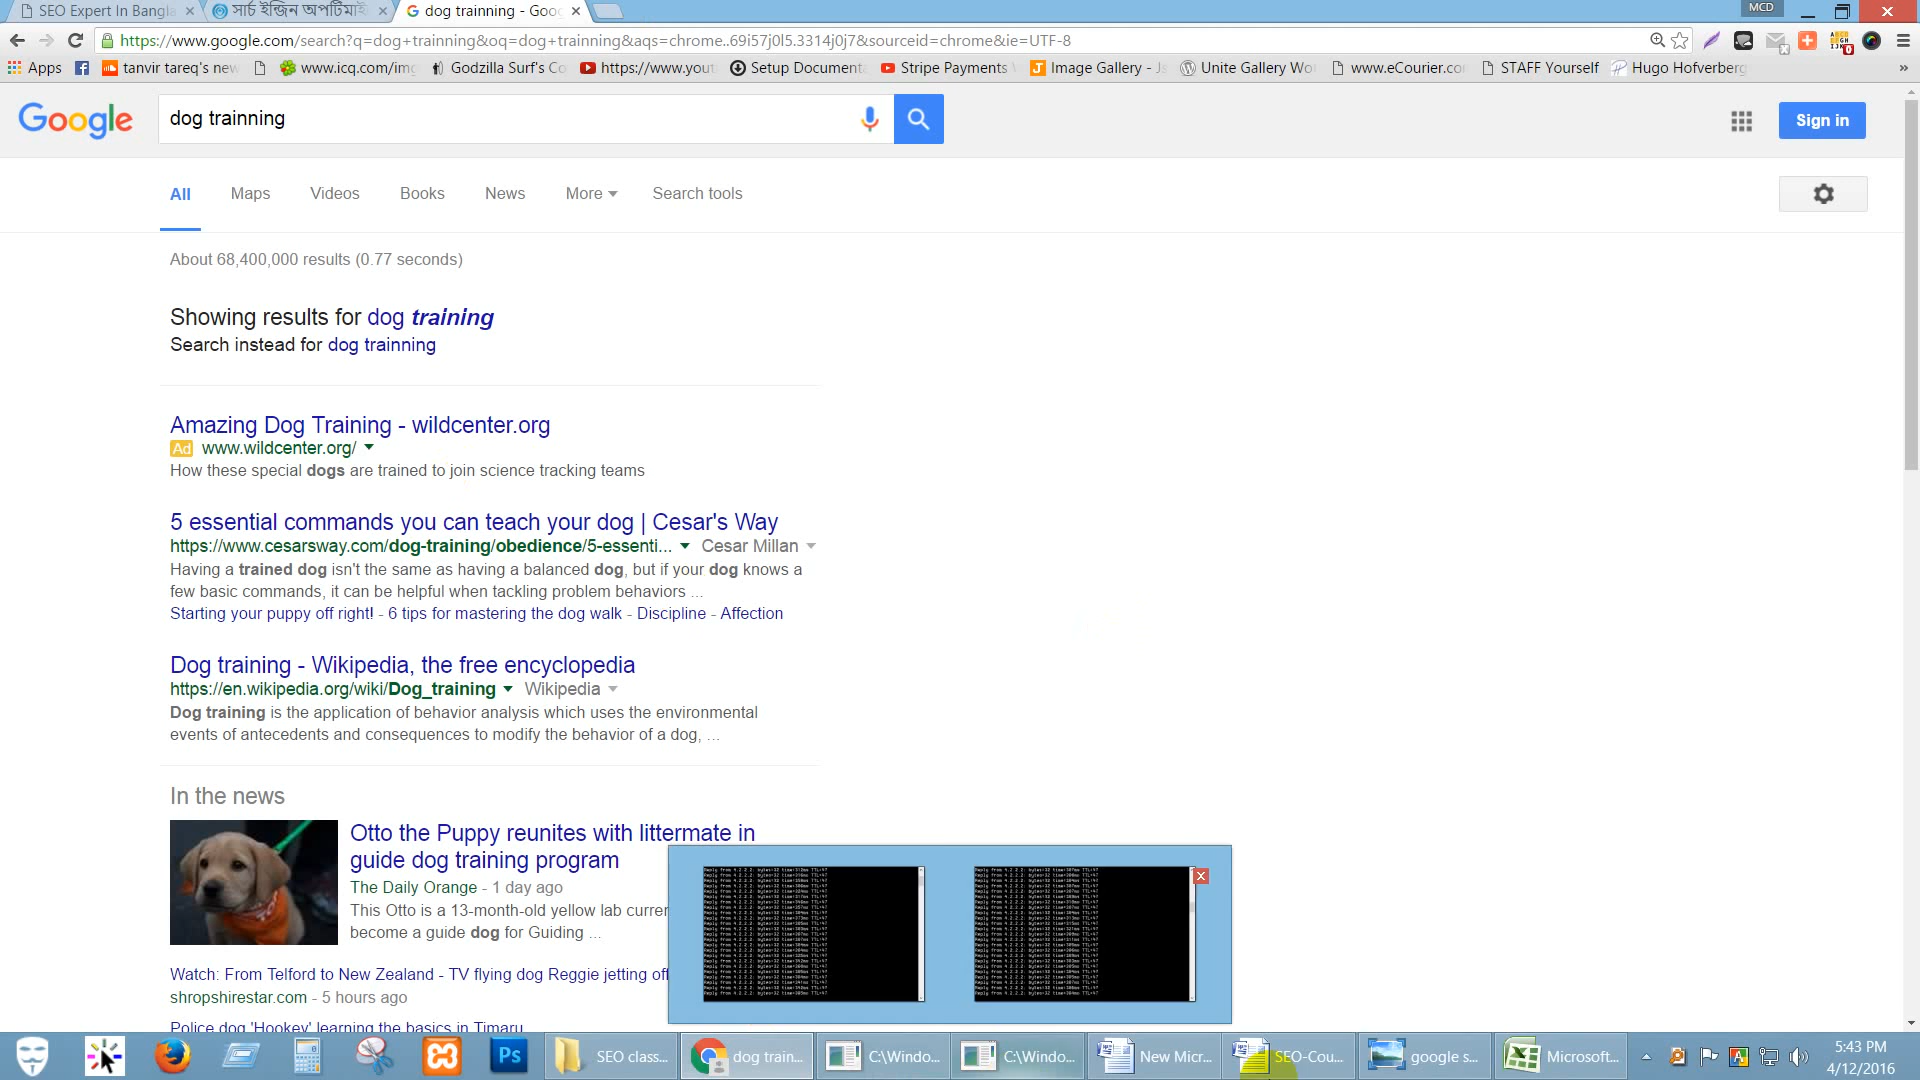 SEO Expert In Bangla
সার্চ ইঞ্জিন অপটিমাই
dog trainning - Goo
MCD
https://www.google.com/search?q=dog+trainning&oq=dog+trainning&aqs=chrome..69i57j0l5.3314j0j7&sourceid=chrome&ie=UTF-8
Apps
tanvir tareq's new
www.icq.com/img
Godzilla Surf's Co
https://www.yout
Setup Documenta
Stripe Payments
Image Gallery - Js
Unite Gallery Wo
www.eCourier.co
STAFF Yourself
Hugo Hofverberg
»
Google
dog trainning
Sign in
All Maps Videos Books News More Search tools
About 68,400,000 results (0.77 seconds)
Showing results for dog training
Search instead for dog trainning
Amazing Dog Training - wildcenter.org
Ad www.wildcenter.org/
How these special dogs are trained to join science tracking teams
5 essential commands you can teach your dog | Cesar's Way
https://www.cesarsway.com/dog-training/obedience/5-essenti... Cesar Millan
Having a trained dog isn't the same as having a balanced dog, but if your dog knows a
few basic commands, it can be helpful when tackling problem behaviors ...
Starting your puppy off right! - 6 tips for mastering the dog walk - Discipline - Affection
Dog training - Wikipedia, the free encyclopedia
https://en.wikipedia.org/wiki/Dog_training Wikipedia
Dog training is the application of behavior analysis which uses the environmental
events of antecedents and consequences to modify the behavior of a dog, ...
In the news
Otto the Puppy reunites with littermate in
guide dog training program
The Daily Orange - 1 day ago
This Otto is a 13-month-old yellow lab curren
become a guide dog for Guiding ...
Watch: From Telford to New Zealand - TV flying dog Reggie jetting off
shropshirestar.com - 5 hours ago
Police dog 'Hookey' learning the basics in Timaru
Ps
SEO class...
dog train...
C:\Windo...
C:\Windo...
New Micr...
SEO-Cou...
google s...
Microsoft...
5:43 PM
4/12/2016